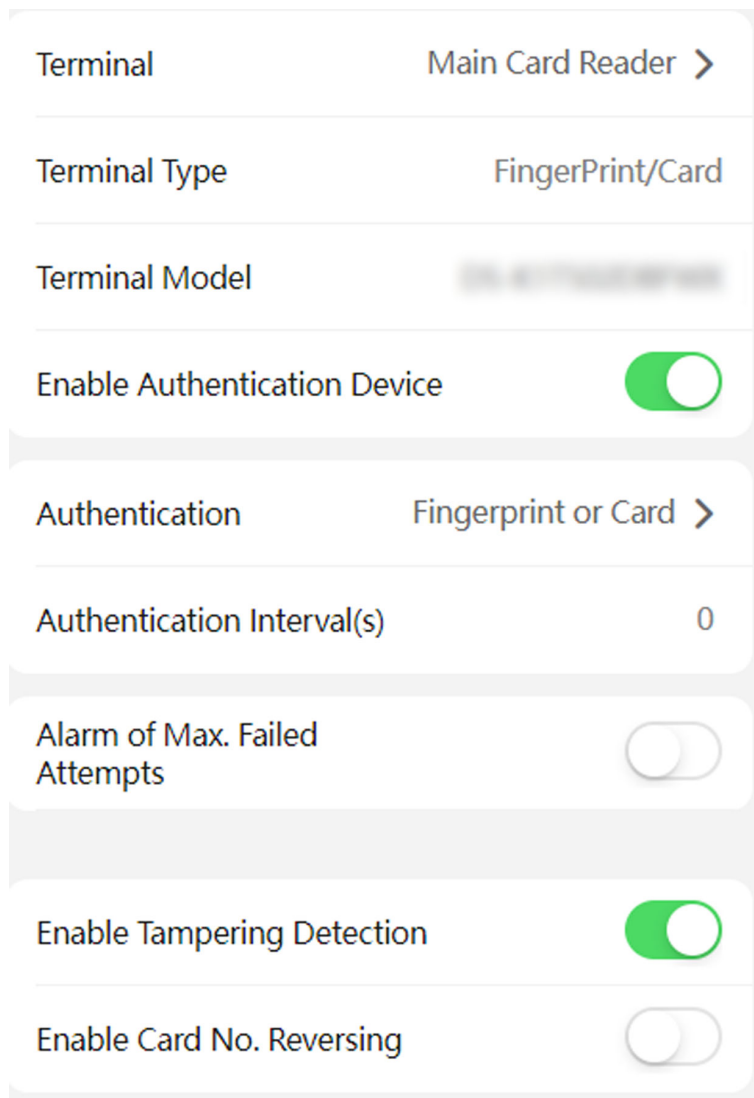 Terminal Main Card Reader
Terminal Type FingerPrint/Card
Terminal Model
Enable Authentication Device
Authentication Fingerprint or Card
Authentication Interval(s) 0
Alarm of Max. Failed
Attempts
Enable Tampering Detection
Enable Card No. Reversing